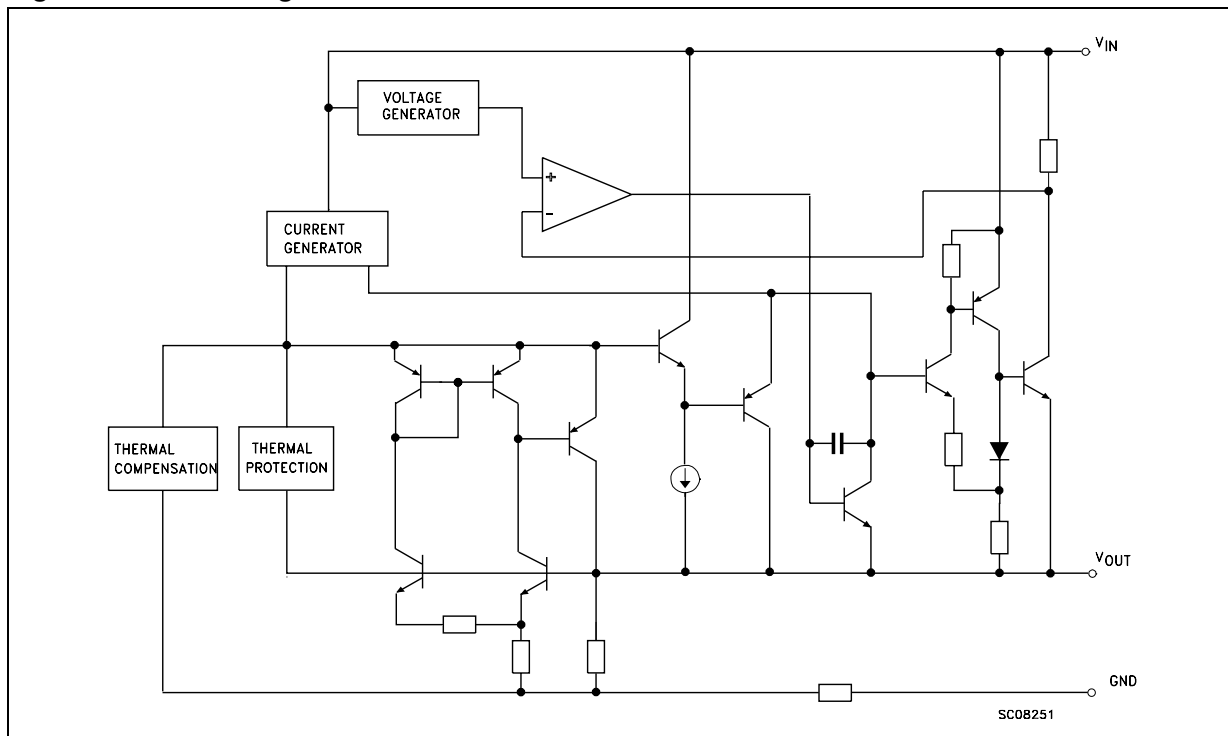 VIN
VOLTAGE
GENERATOR
+
-
CURRENT
GENERATOR
THERMAL
COMPENSATION
THERMAL
PROTECTION
VOUT
GND
SC08251